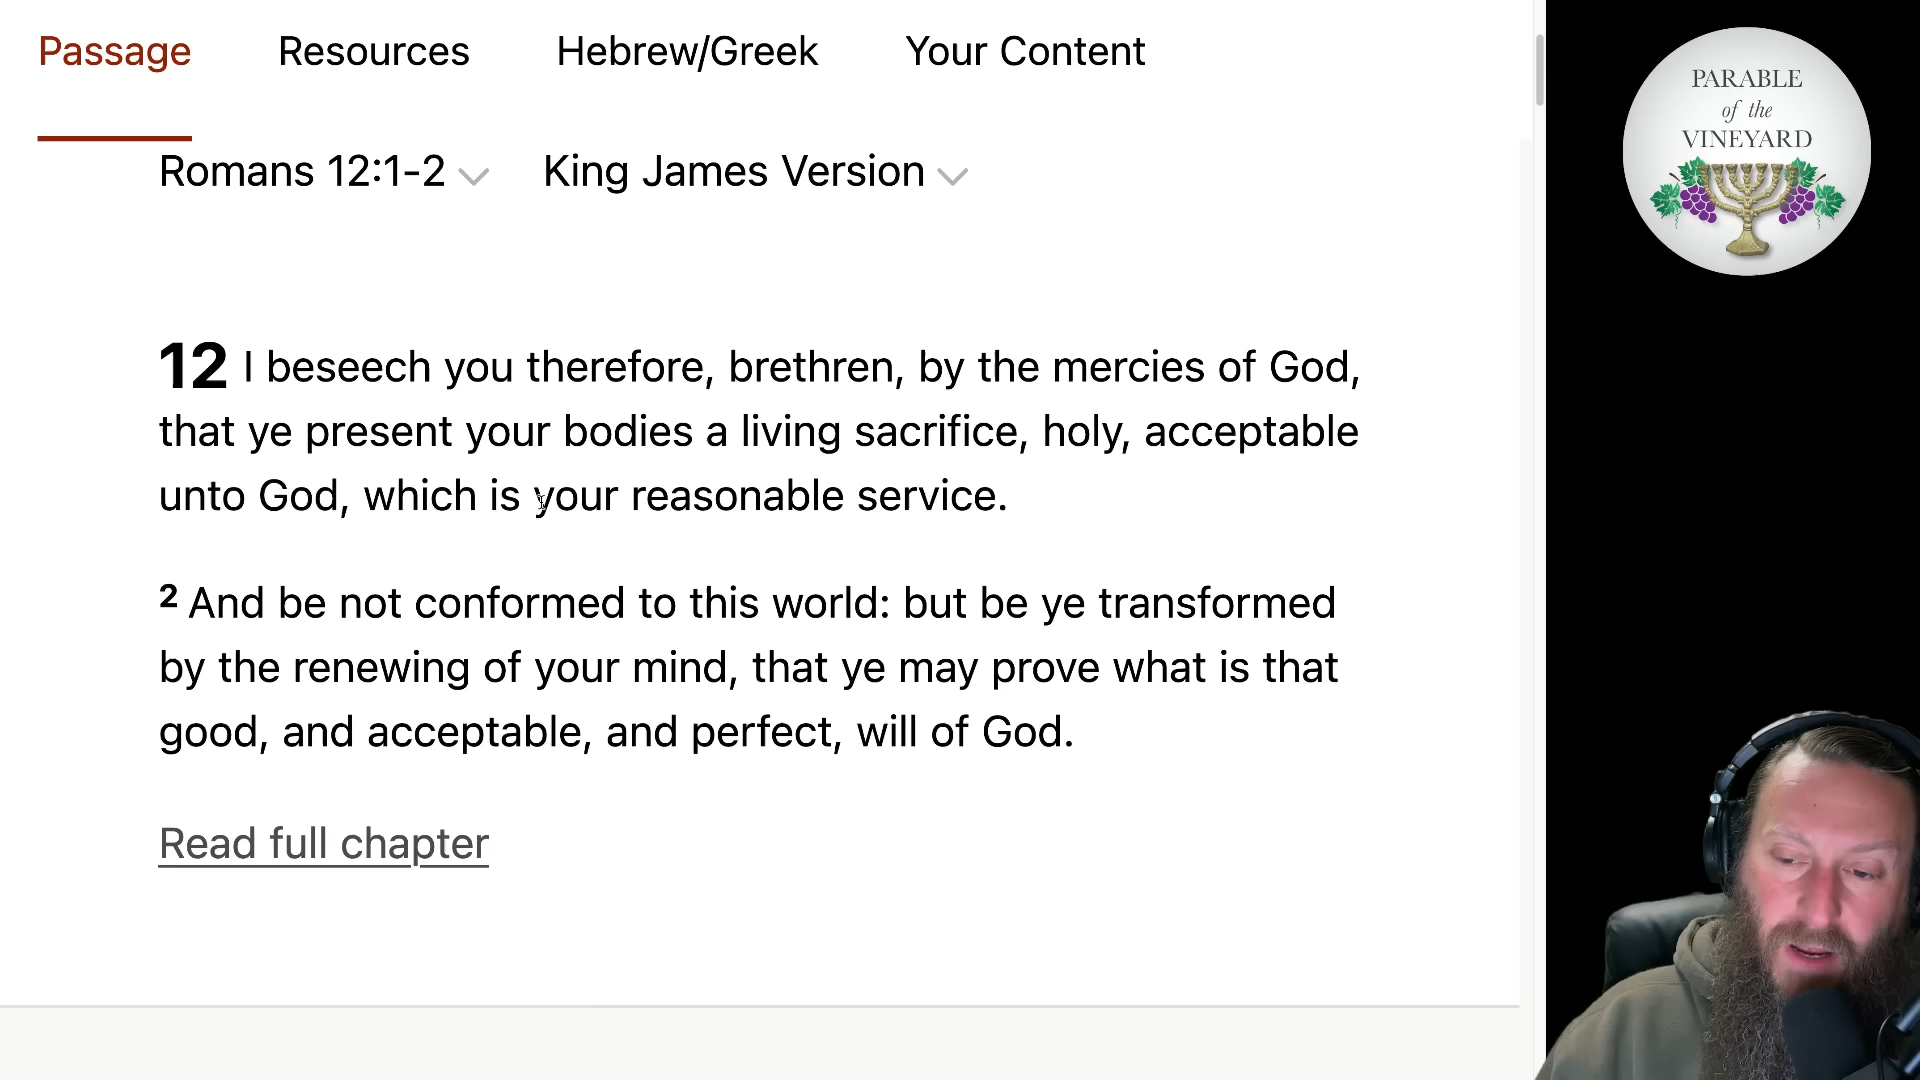 Passage Resources Hebrew/Greek Your Content
Romans 12:1-2 King James Version
12 I beseech you therefore, brethren, by the mercies of God,
that ye present your bodies a living sacrifice, holy, acceptable
unto God, which is your reasonable service.
2 And be not conformed to this world: but be ye transformed
by the renewing of your mind, that ye may prove what is that
good, and acceptable, and perfect, will of God.
Read full chapter
PARABLE
of the
VINEYARD